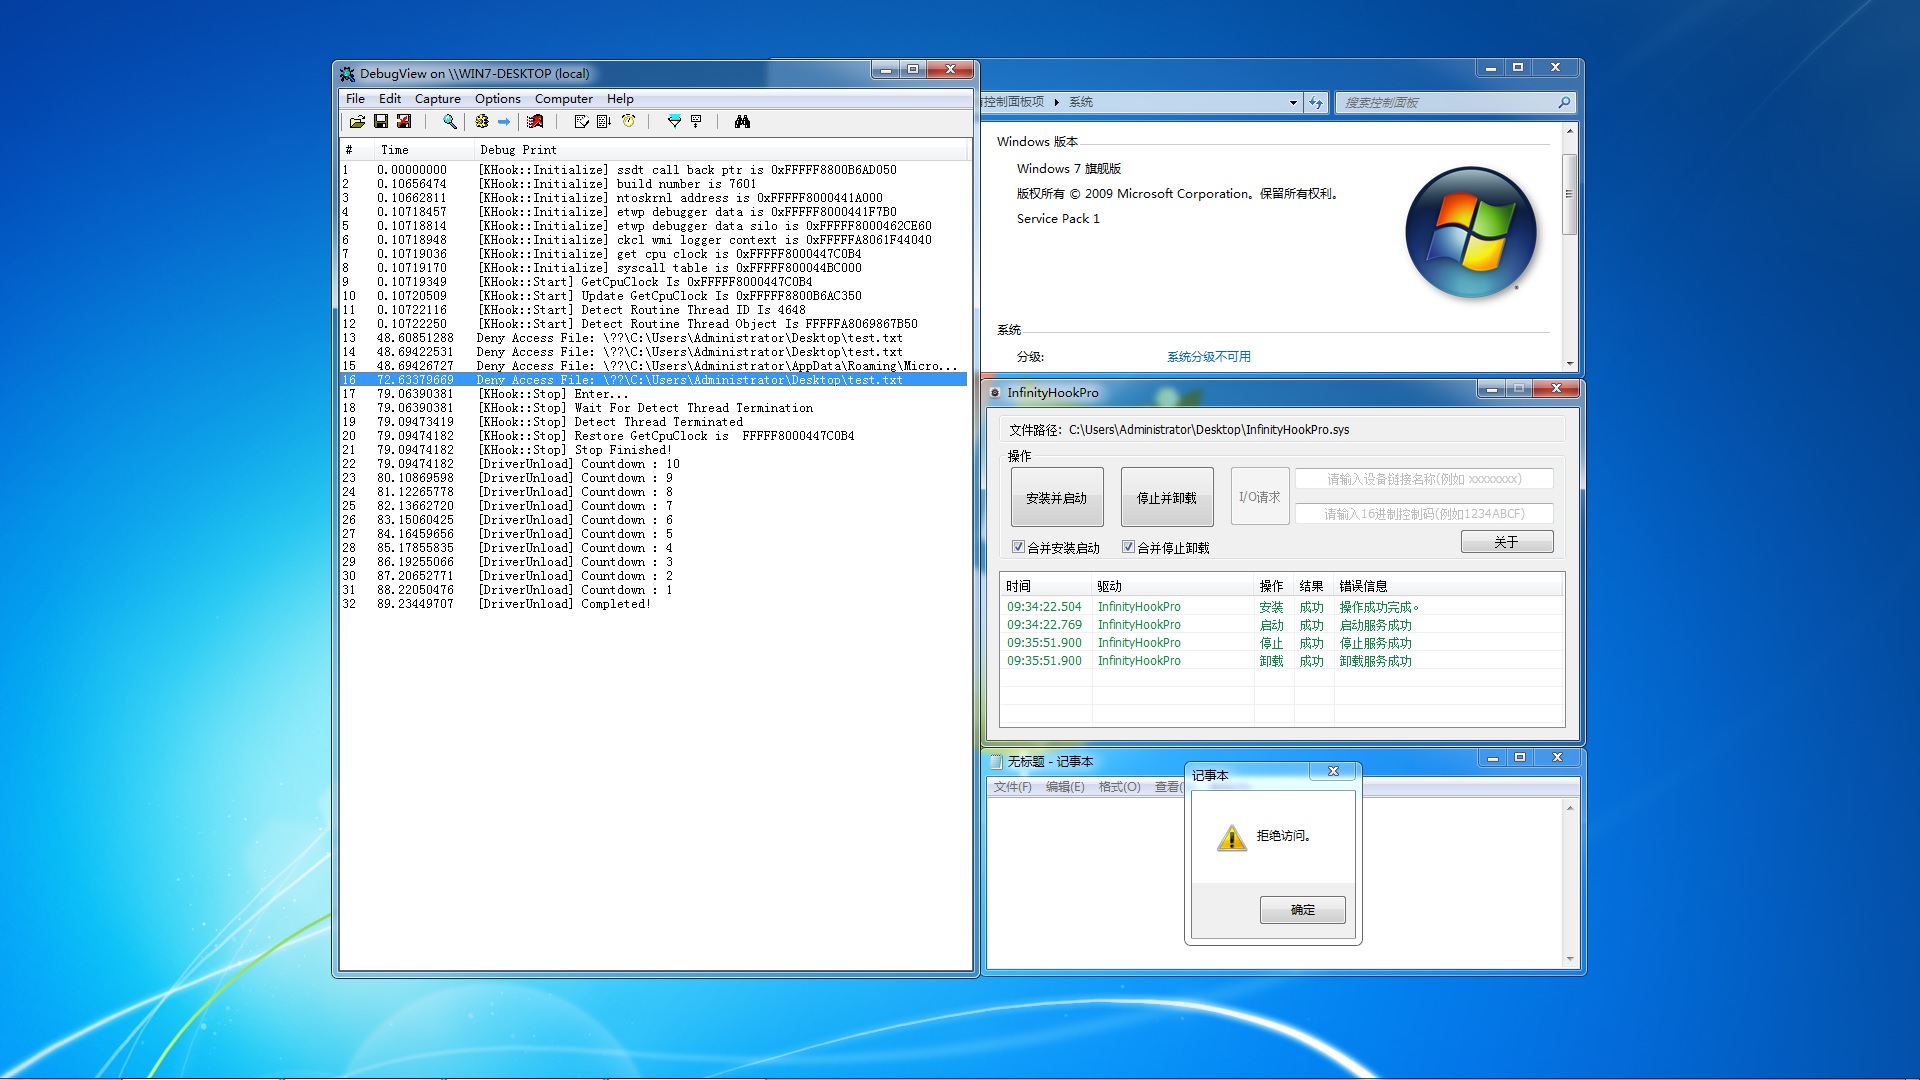 DebugView on \\WIN7-DESKTOP (local)
File Edit Capture Options Computer Help
# Time Debug Print
1 0.00000000 [KHook::Initialize] ssdt call back ptr is 0xFFFFF8800B6AD050
2 0.10656474 [KHook::Initialize] build number is 7601
3 0.10662811 [KHook::Initialize] ntoskrnl address is 0xFFFFF8000441A000
4 0.10718457 [KHook::Initialize] etwp debugger data is 0xFFFFF8000441F7B0
5 0.10718814 [KHook::Initialize] etwp debugger data silo is 0xFFFFF8000462CE60
6 0.10718948 [KHook::Initialize] ckcl wmi logger context is 0xFFFFFA8061F44040
7 0.10719036 [KHook::Initialize] get cpu clock is 0xFFFFF8000447C0B4
8 0.10719170 [KHook::Initialize] syscall table is 0xFFFFF800044BC000
9 0.10719349 [KHook::Start] GetCpuClock Is 0xFFFFF8000447C0B4
10 0.10720509 [KHook::Start] Update GetCpuClock Is 0xFFFFF8800B6AC350
11 0.10722116 [KHook::Start] Detect Routine Thread ID Is 4648
12 0.10722250 [KHook::Start] Detect Routine Thread Object Is FFFFFA8069867B50
13 48.60851288 Deny Access File: \??\C:\Users\Administrator\Desktop\test.txt
14 48.69422531 Deny Access File: \??\C:\Users\Administrator\Desktop\test.txt
15 48.69426727 Deny Access File: \??\C:\Users\Administrator\AppData\Roaming\Micro...
16 72.63379669 Deny Access File: \??\C:\Users\Administrator\Desktop\test.txt
17 79.06390381 [KHook::Stop] Enter...
18 79.06390381 [KHook::Stop] Wait For Detect Thread Termination
19 79.09473419 [KHook::Stop] Detect Thread Terminated
20 79.09474182 [KHook::Stop] Restore GetCpuClock is FFFFF8000447C0B4
21 79.09474182 [KHook::Stop] Stop Finished!
22 79.09474182 [DriverUnload] Countdown : 10
23 80.10869598 [DriverUnload] Countdown : 9
24 81.12265778 [DriverUnload] Countdown : 8
25 82.13662720 [DriverUnload] Countdown : 7
26 83.15060425 [DriverUnload] Countdown : 6
27 84.16459656 [DriverUnload] Countdown : 5
28 85.17855835 [DriverUnload] Countdown : 4
29 86.19255066 [DriverUnload] Countdown : 3
30 87.20652771 [DriverUnload] Countdown : 2
31 88.22050476 [DriverUnload] Countdown : 1
32 89.23449707 [DriverUnload] Completed!
控制面板项 系统
搜索控制面板
Windows 版本
Windows 7 旗舰版
版权所有 © 2009 Microsoft Corporation。保留所有权利。
Service Pack 1
系统
分级: 系统分级不可用
InfinityHookPro
文件路径: C:\Users\Administrator\Desktop\InfinityHookPro.sys
操作
安装并启动 停止并卸载 I/O请求 请输入设备链接名称(例如 xxxxxxxx)
请输入16进制控制码(例如1234ABCF)
合并安装启动 合并停止卸载 关于
时间 驱动 操作 结果 错误信息
09:34:22.504 InfinityHookPro 安装 成功 操作成功完成。
09:34:22.769 InfinityHookPro 启动 成功 启动服务成功
09:35:51.900 InfinityHookPro 停止 成功 停止服务成功
09:35:51.900 InfinityHookPro 卸载 成功 卸载服务成功
无标题 - 记事本
文件(F) 编辑(E) 格式(O) 查看(
记事本
拒绝访问。
确定